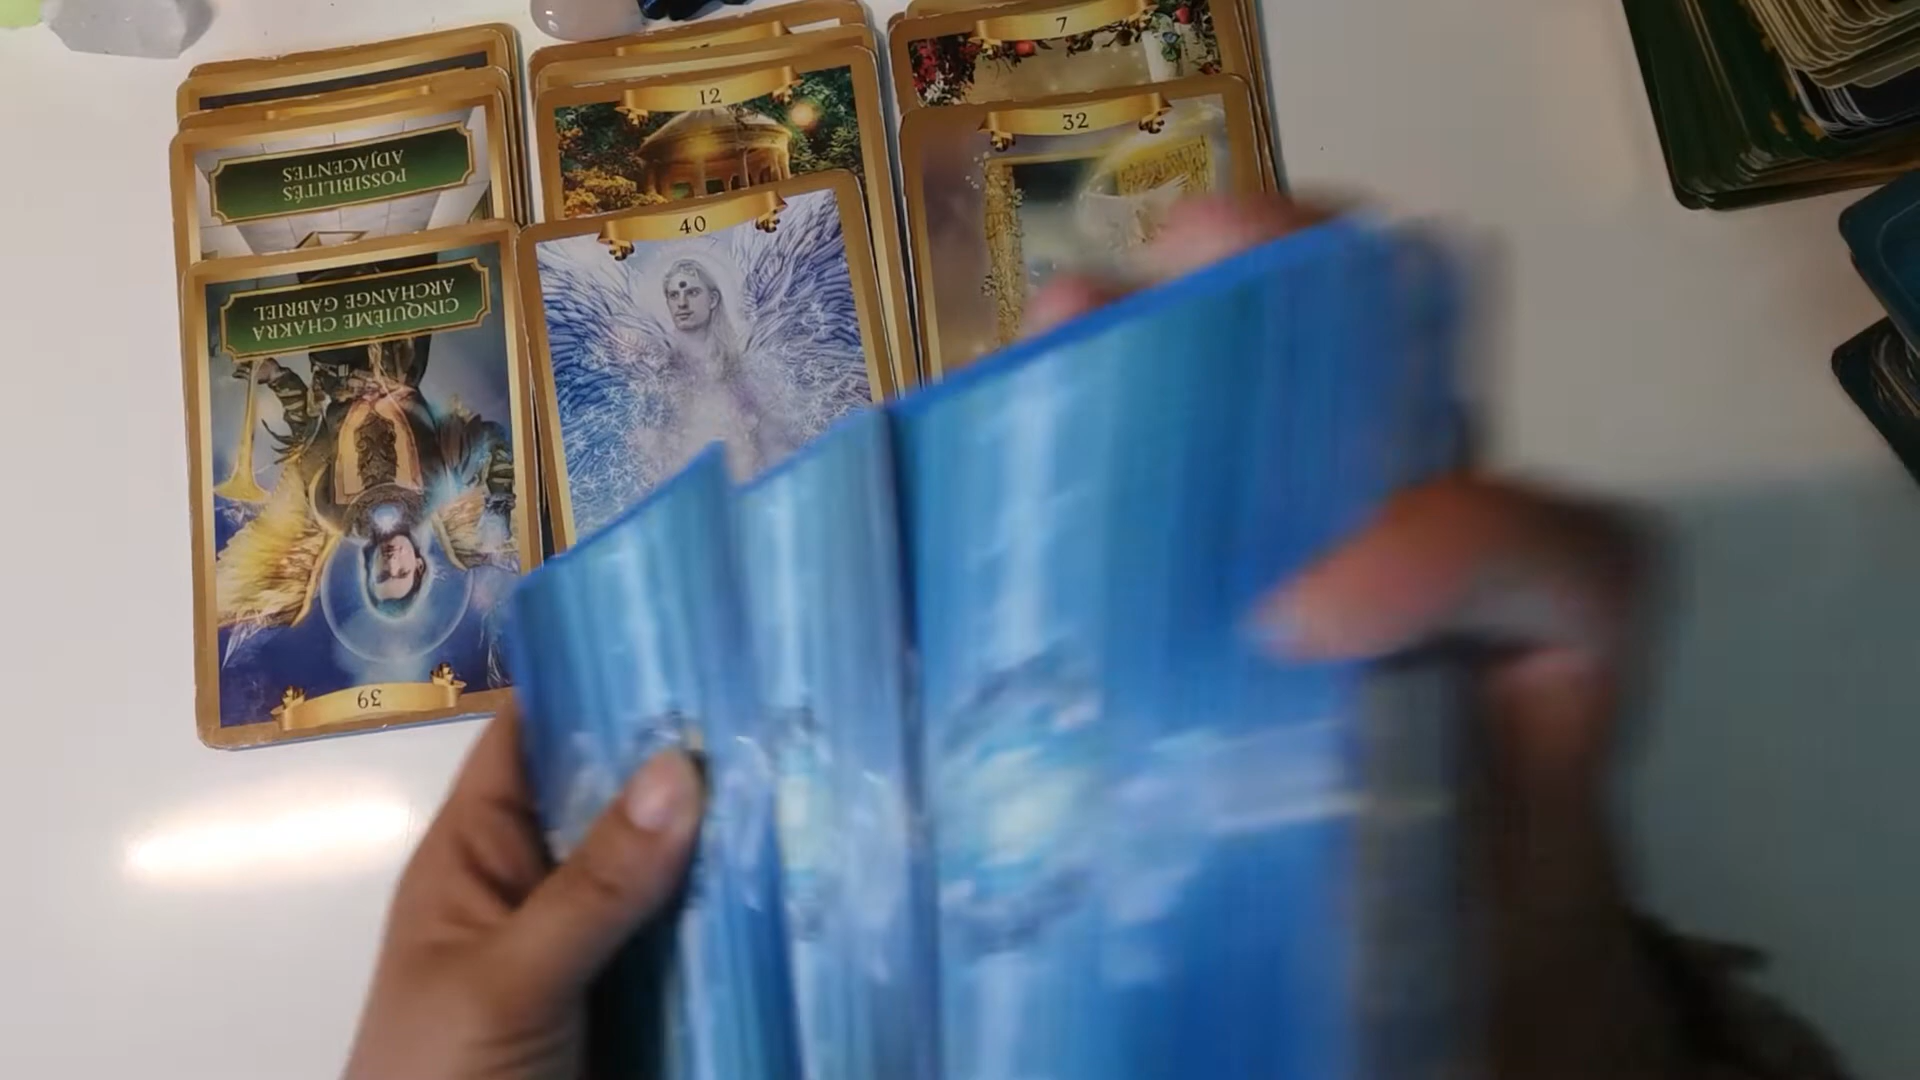 7
12
32
POSSIBILITÉS
ADJACENTES
40
CINQUIÈME CHAKRA
ARCHANGE GABRIEL
39